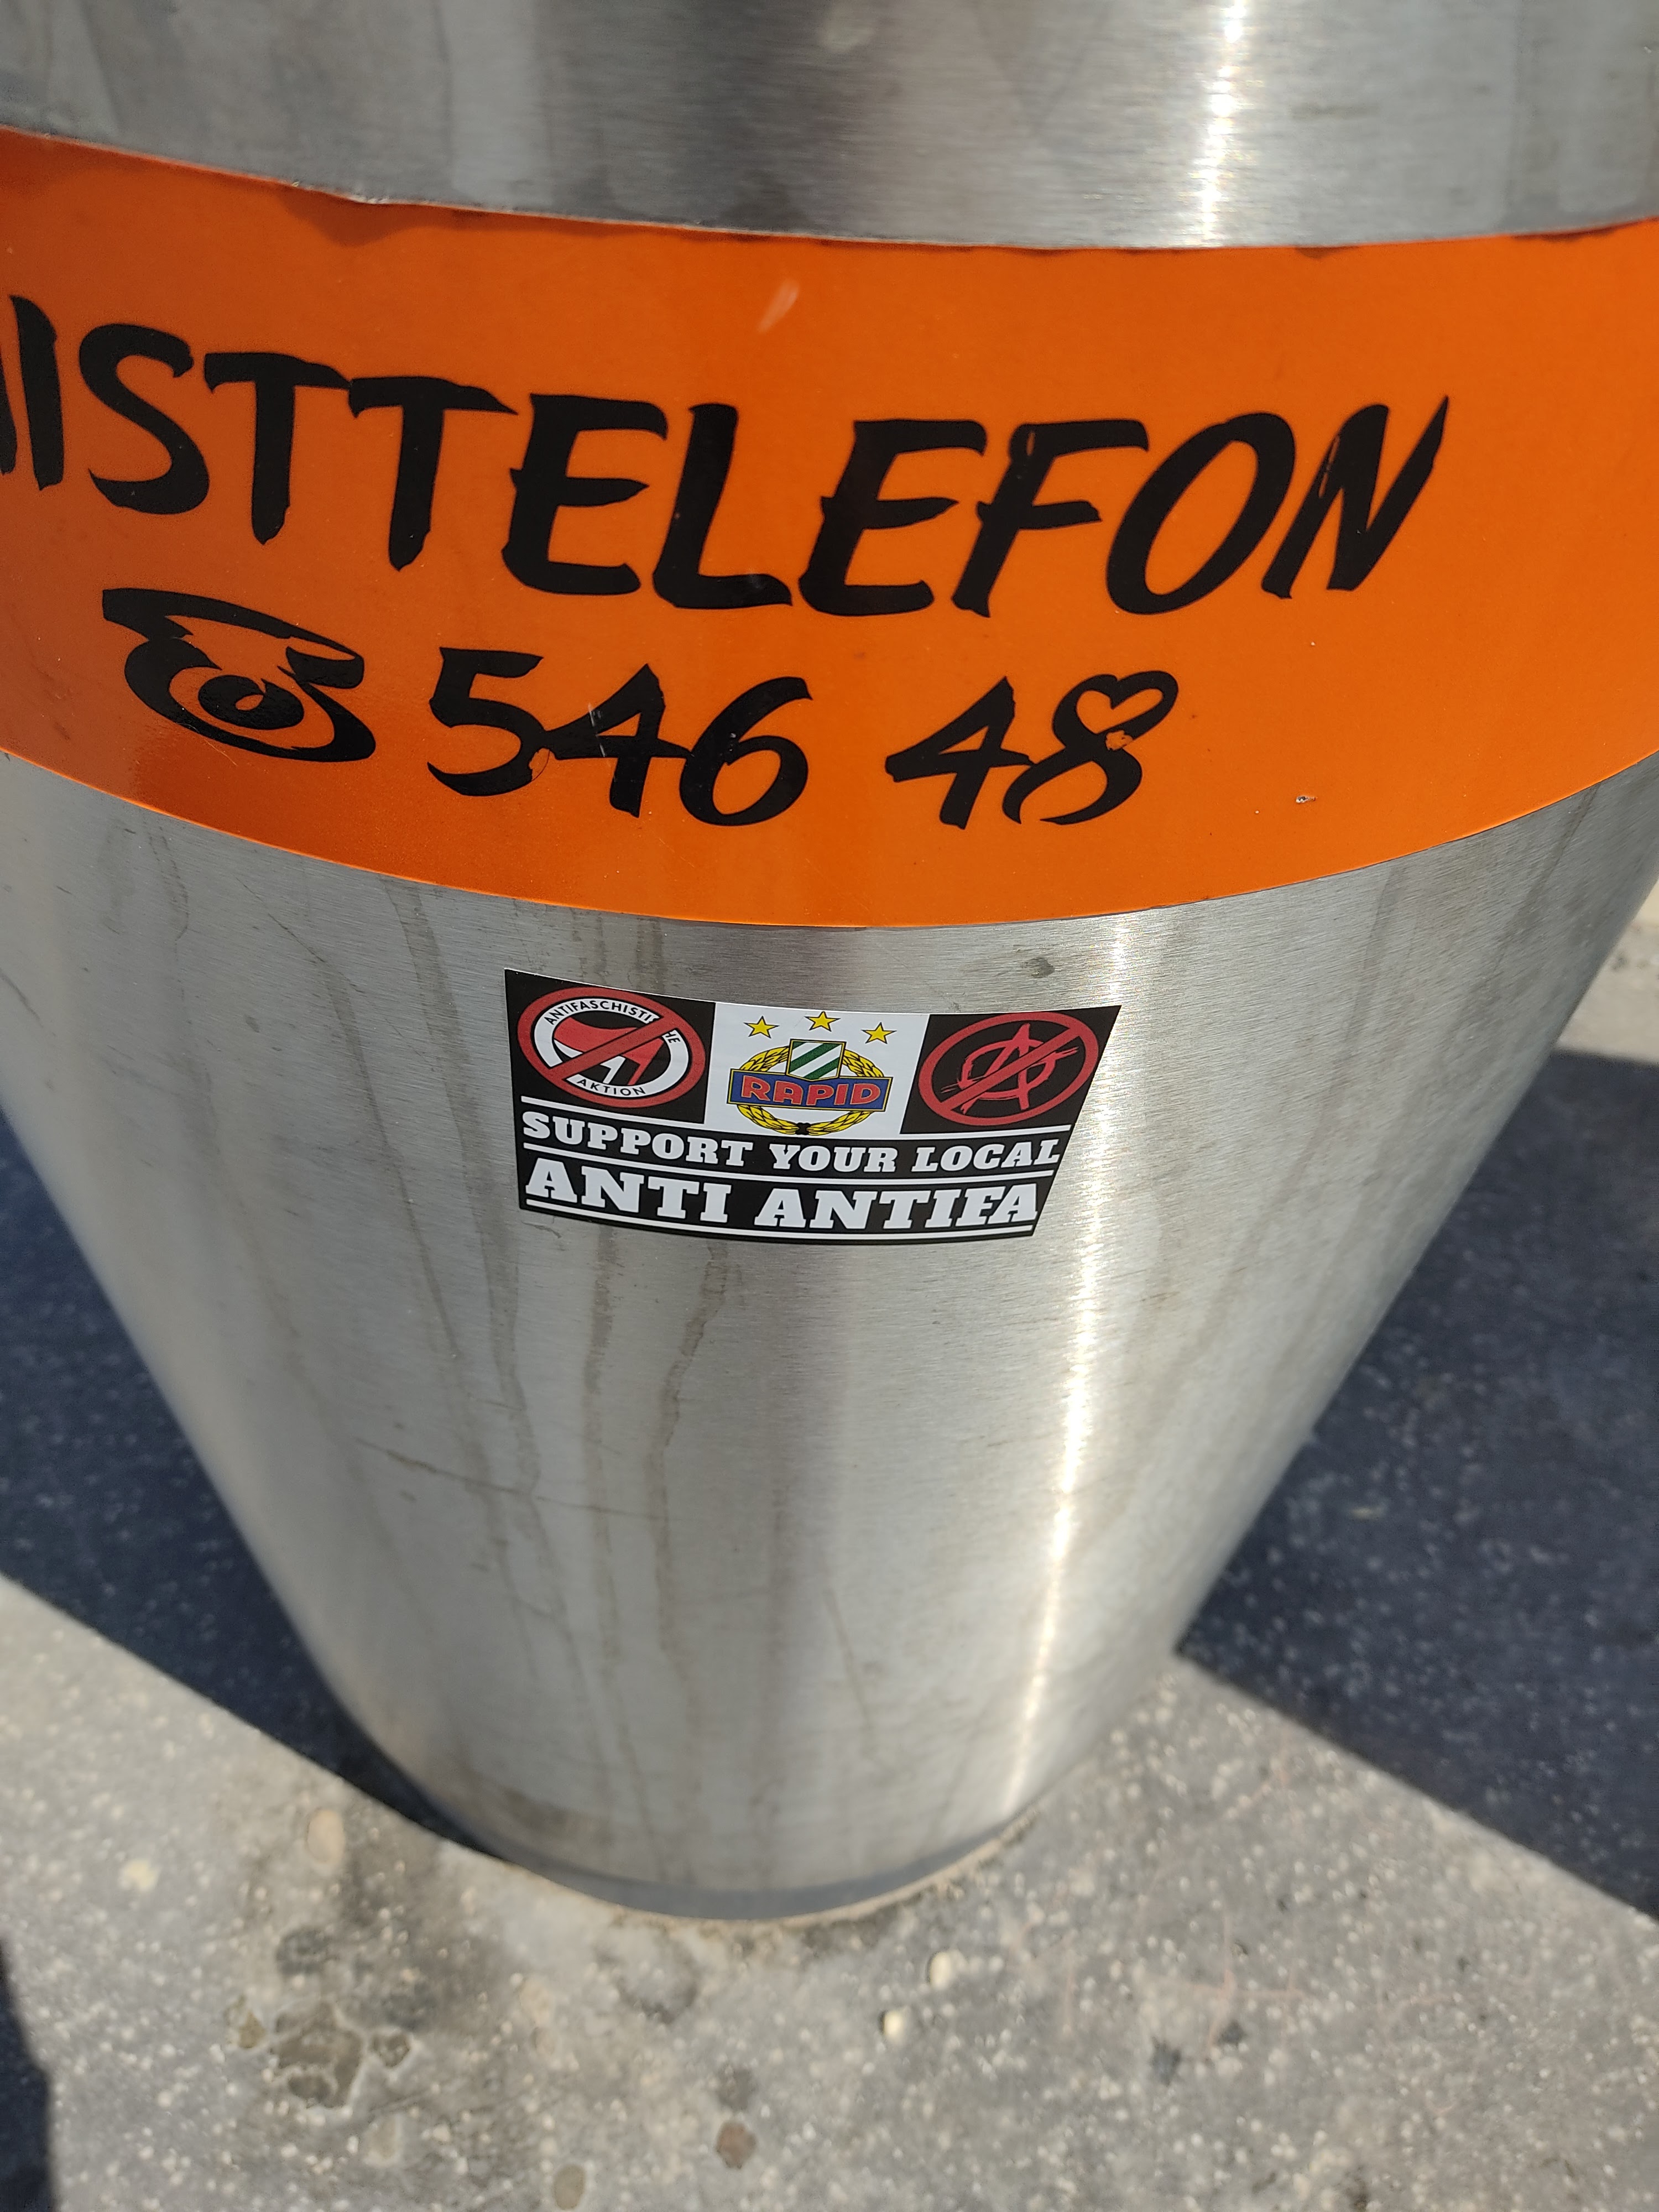 ISTTELEFON
546 48
ANTIFASCHISTISCHE
AKTION
RAPID
SUPPORT YOUR LOCAL
ANTI ANTIFA